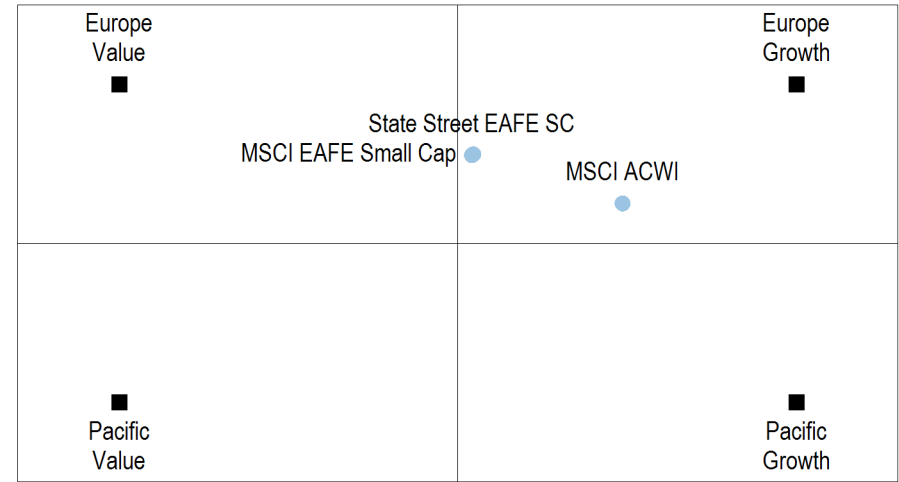 Europe
Value
Europe
Growth
State Street EAFE SC
MSCI EAFE Small Cap
MSCI ACWI
Pacific
Value
Pacific
Growth